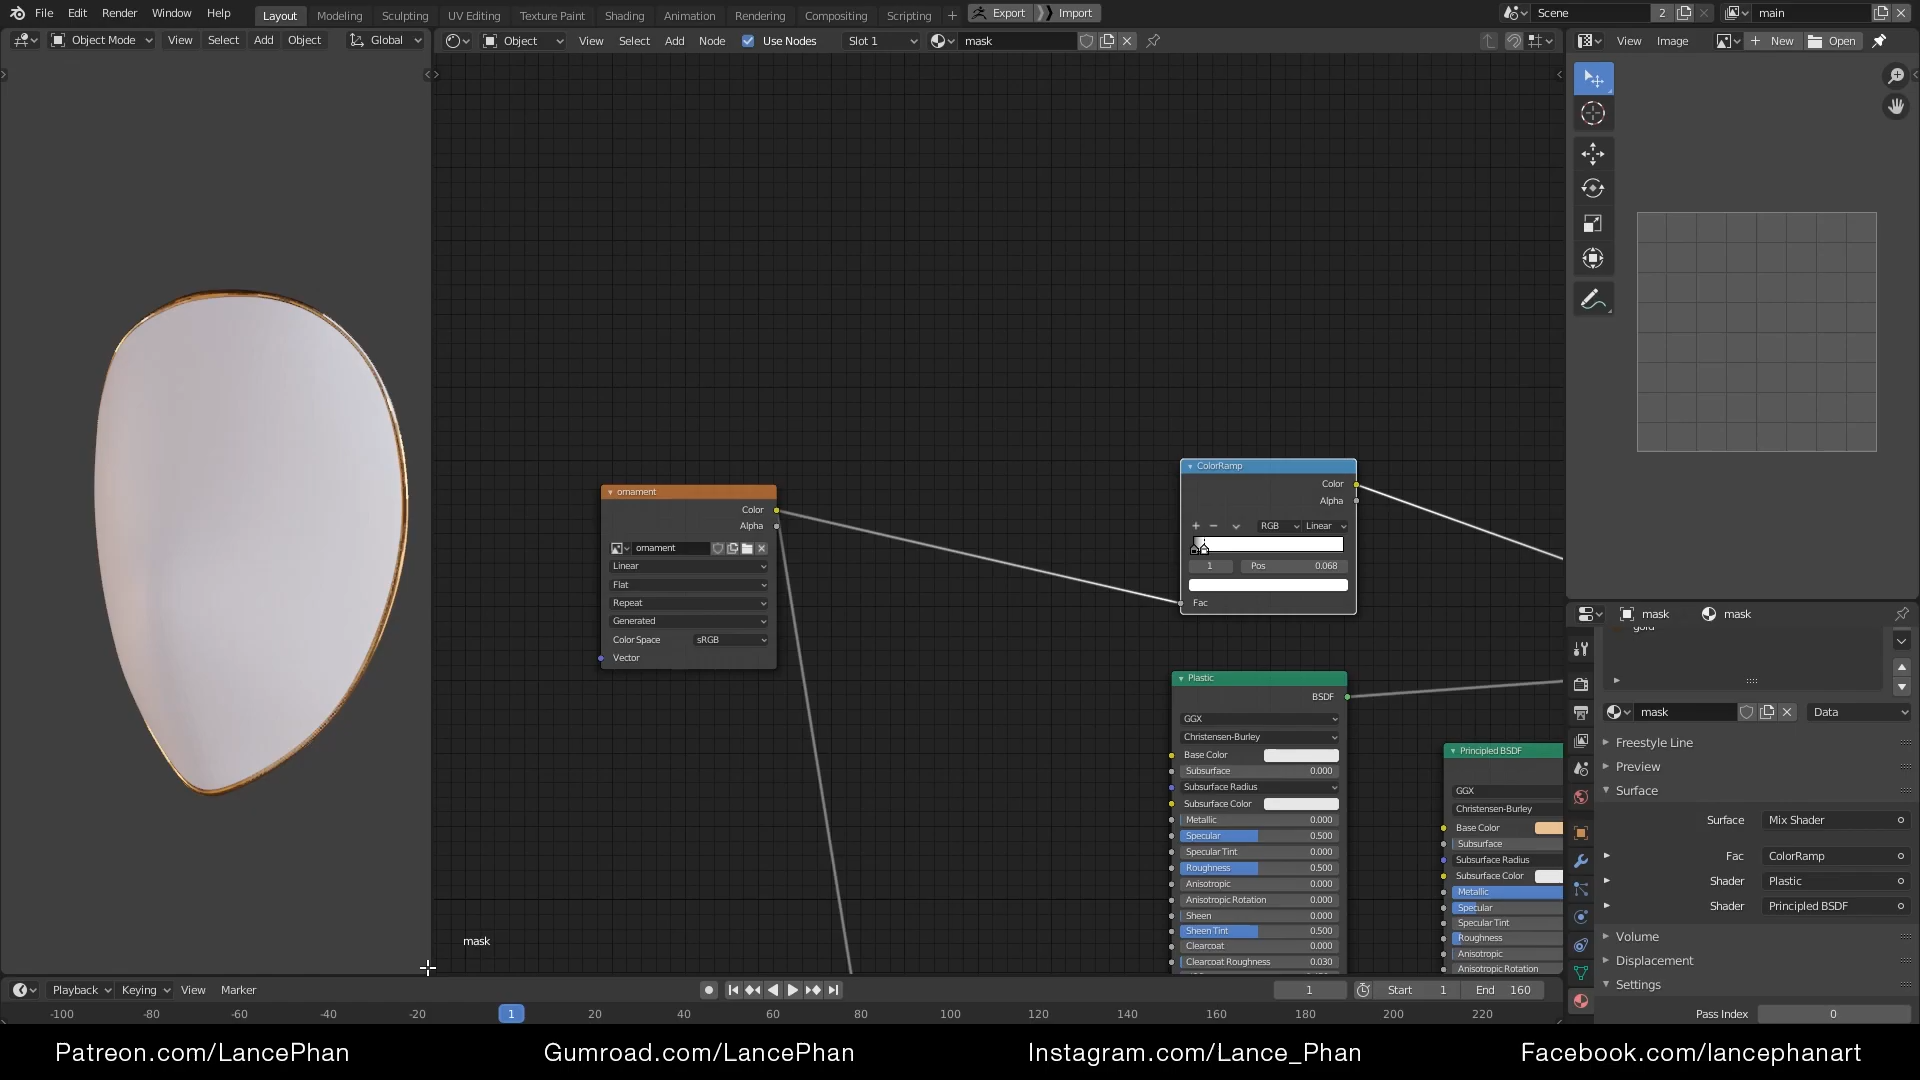 File Edit Render Window Help Layout Modeling Sculpting UV Editing Texture Paint Shading Animation Rendering Compositing Scripting + Export Import Scene 2 main
Object Mode View Select Add Object Global Object View Select Add Node Use Nodes Slot 1 mask View Image New Open
ColorRamp
Color
Alpha
RGB Linear
1 Pos 0.068
Fac
ornament
Color
Alpha
ornament
Linear
Flat
Repeat
Generated
Color Space sRGB
Vector
Plastic
BSDF
GGX
Christensen-Burley
Base Color
Subsurface 0.000
Subsurface Radius
Subsurface Color
Metallic 0.000
Specular 0.500
Specular Tint 0.000
Roughness 0.500
Anisotropic 0.000
Anisotropic Rotation 0.000
Sheen 0.000
Sheen Tint 0.500
Clearcoat 0.000
Clearcoat Roughness 0.030
Principled BSDF
GGX
Christensen-Burley
Base Color
Subsurface
Subsurface Radius
Subsurface Color
Metallic
Specular
Specular Tint
Roughness
Anisotropic
Anisotropic Rotation
mask
mask mask
mask Data
Freestyle Line
Preview
Surface
Surface Mix Shader
Fac ColorRamp
Shader Plastic
Shader Principled BSDF
Volume
Displacement
Settings
Pass Index 0
Playback Keying View Marker 1 Start 1 End 160
-100 -80 -60 -40 -20 1 20 40 60 80 100 120 140 160 180 200 220
Patreon.com/LancePhan Gumroad.com/LancePhan Instagram.com/Lance_Phan Facebook.com/lancephanart